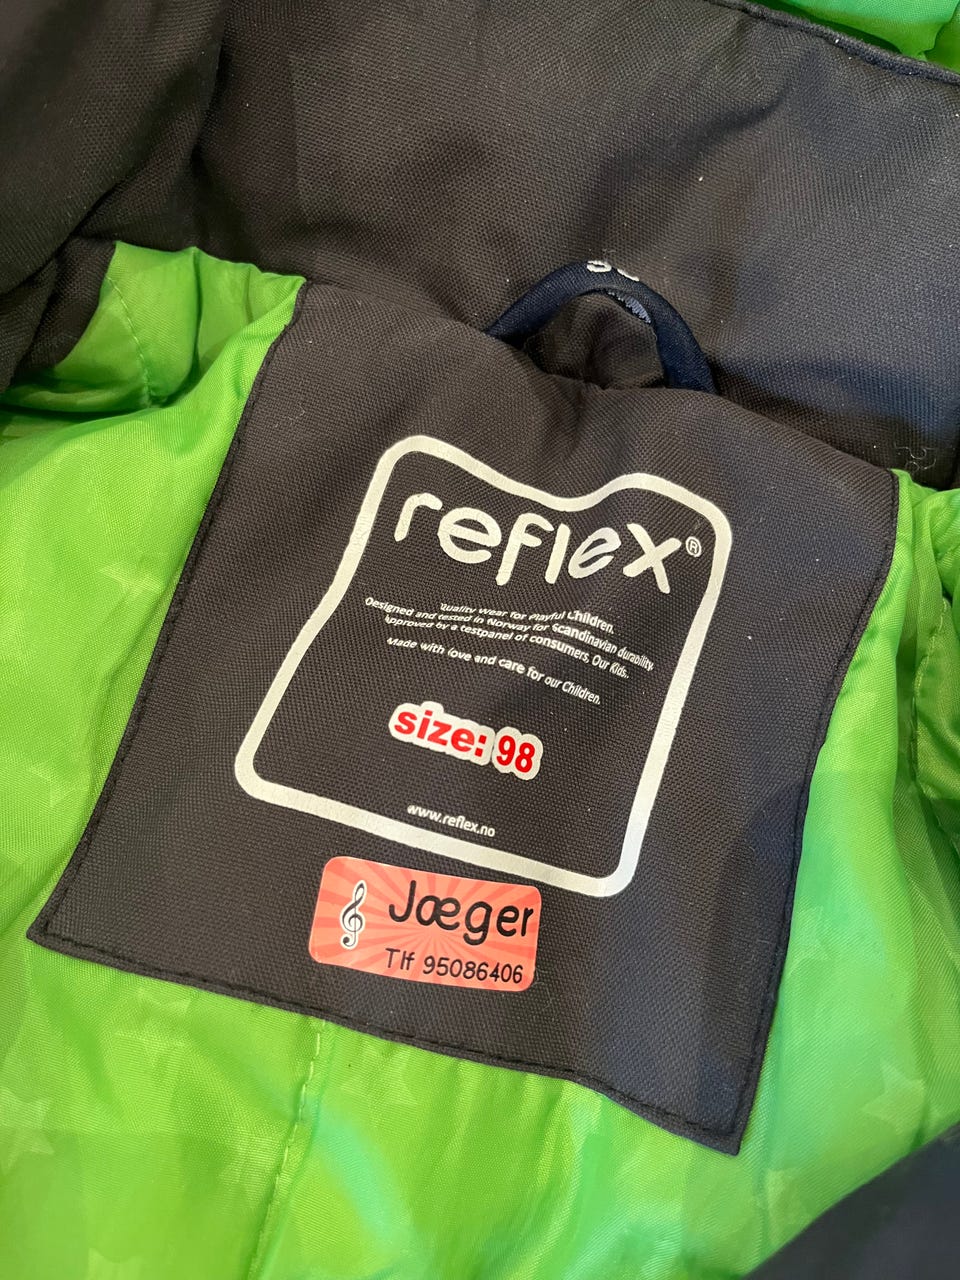 reflex®
Quality Wear for Playful Children.
Designed and tested in Norway for Scandinavian durability.
Approved by a testpanel of consumers, Our Kids..
Made with love and care for our Children.
size: 98
www.reflex.no
Jæger
Tlf 95086406